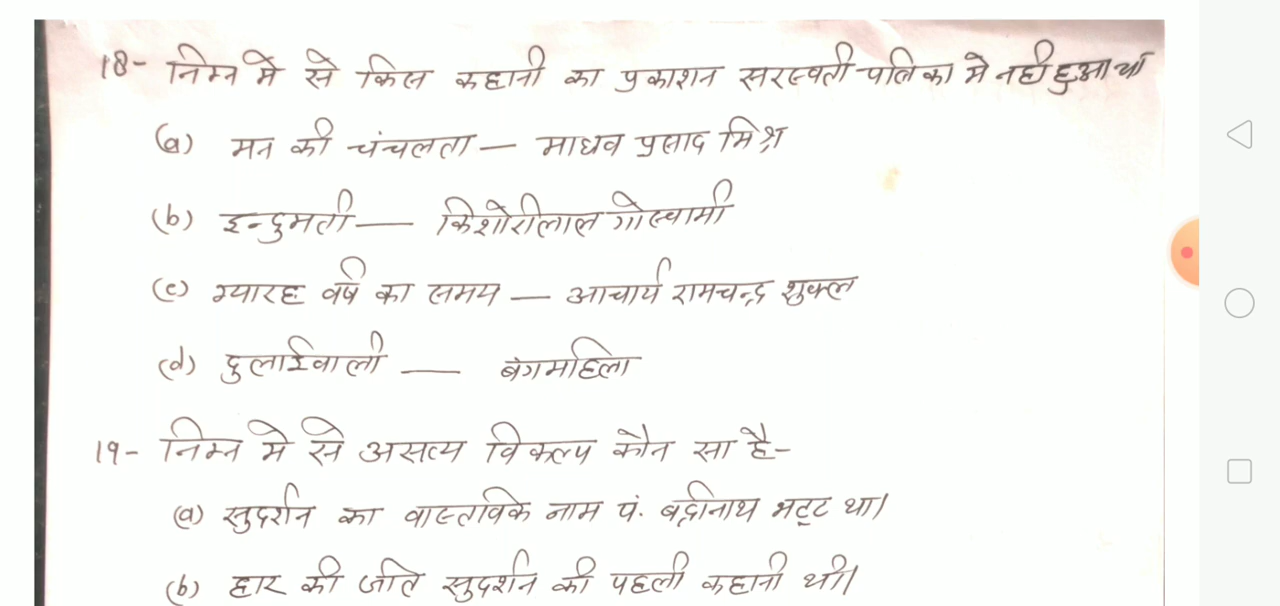 18- निम्न मे से किस कहानी का प्रकाशन सरस्वती पत्रिका मे नही हुआ था
(a) मन की चंचलता — माधव प्रसाद मिश्र
(b) इन्दुमती — किशोरीलाल गोस्वामी
(c) ग्यारह वर्ष का समय — आचार्य रामचन्द्र शुक्ल
(d) दुलाईवाली — बंगमहिला
19- निम्न मे से असत्य विकल्प कौन सा है-
(a) सुदर्शन का वास्तविक नाम पं. बद्रीनाथ भट्ट था।
(b) हार की जीत सुदर्शन की पहली कहानी थी।